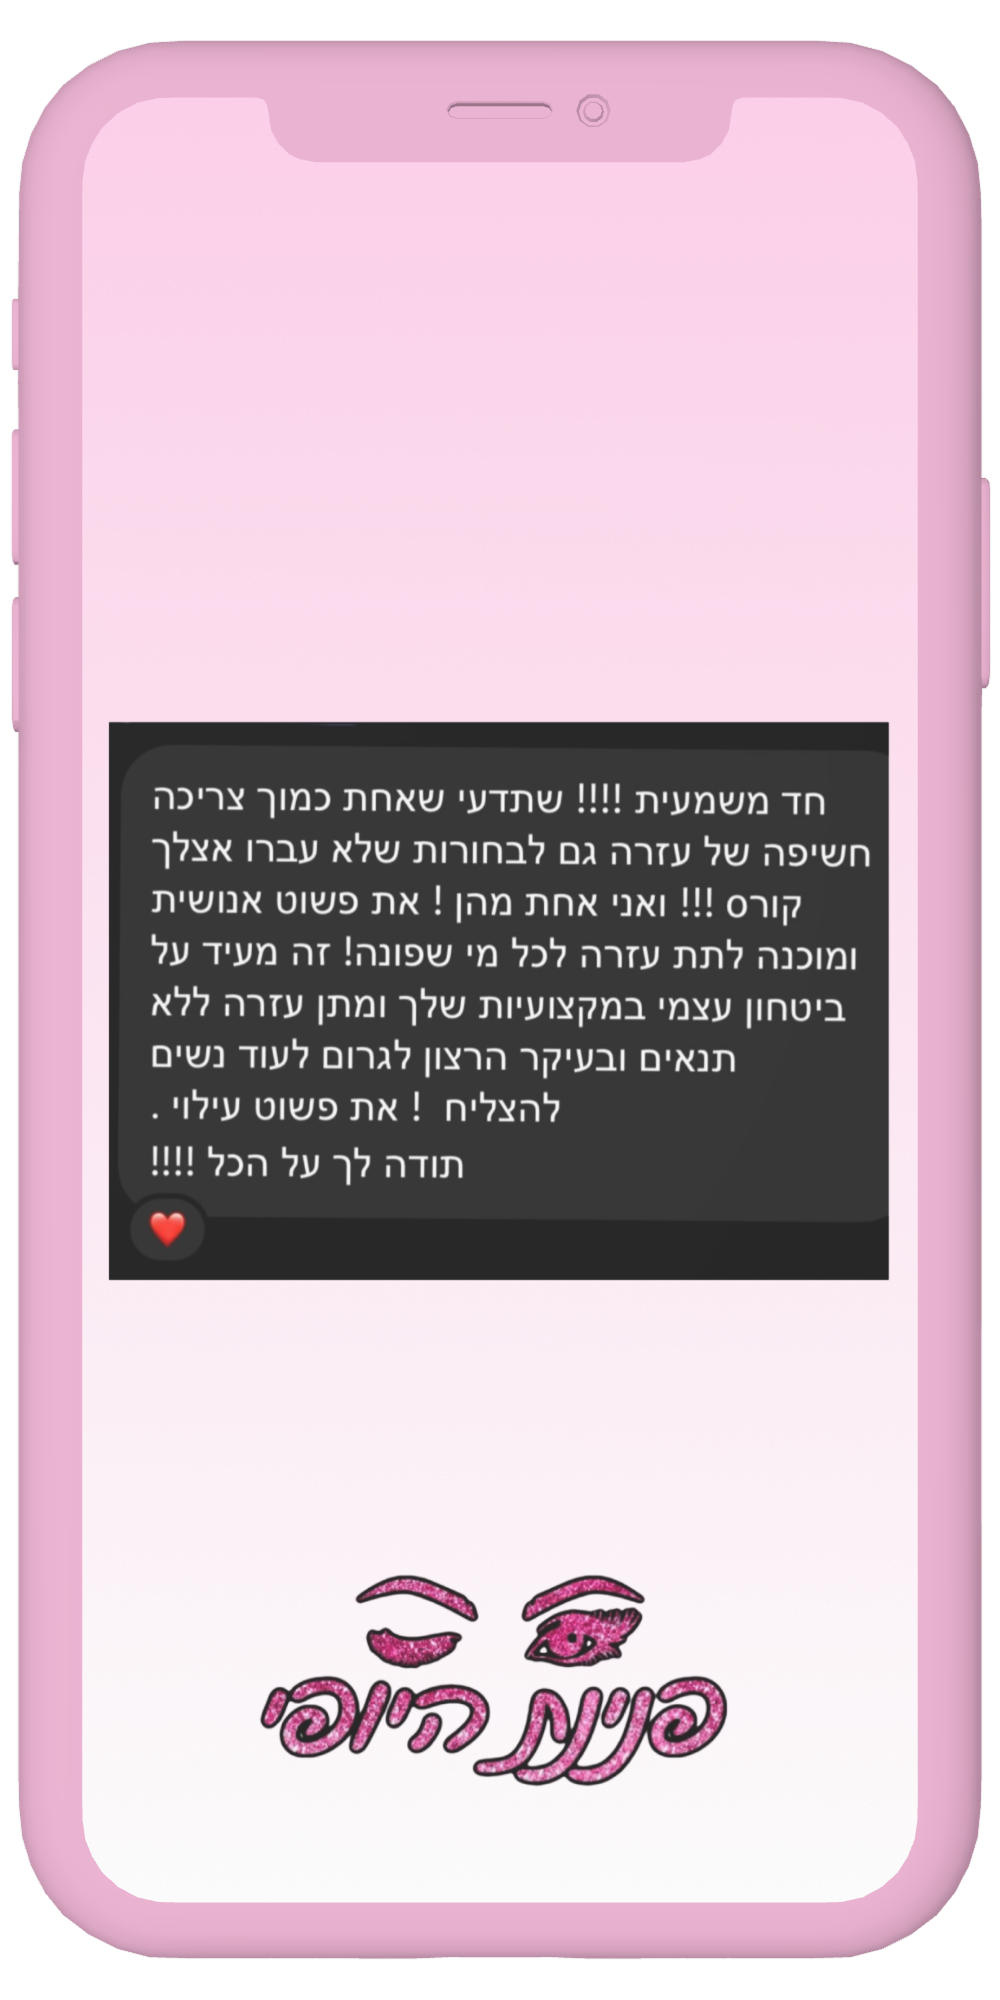 חד משמעית !!!! שתדעי שאחת כמוך צריכה
חשיפה של עזרה גם לבחורות שלא עברו אצלך
קורס !!! ואני אחת מהן ! את פשוט אנושית
ומוכנה לתת עזרה לכל מי שפונה! זה מעיד על
ביטחון עצמי במקצועיות שלך ומתן עזרה ללא
תנאים ובעיקר הרצון לגרום לעוד נשים
להצליח ! את פשוט עילוי .
תודה לך על הכל !!!!
פינת היופי